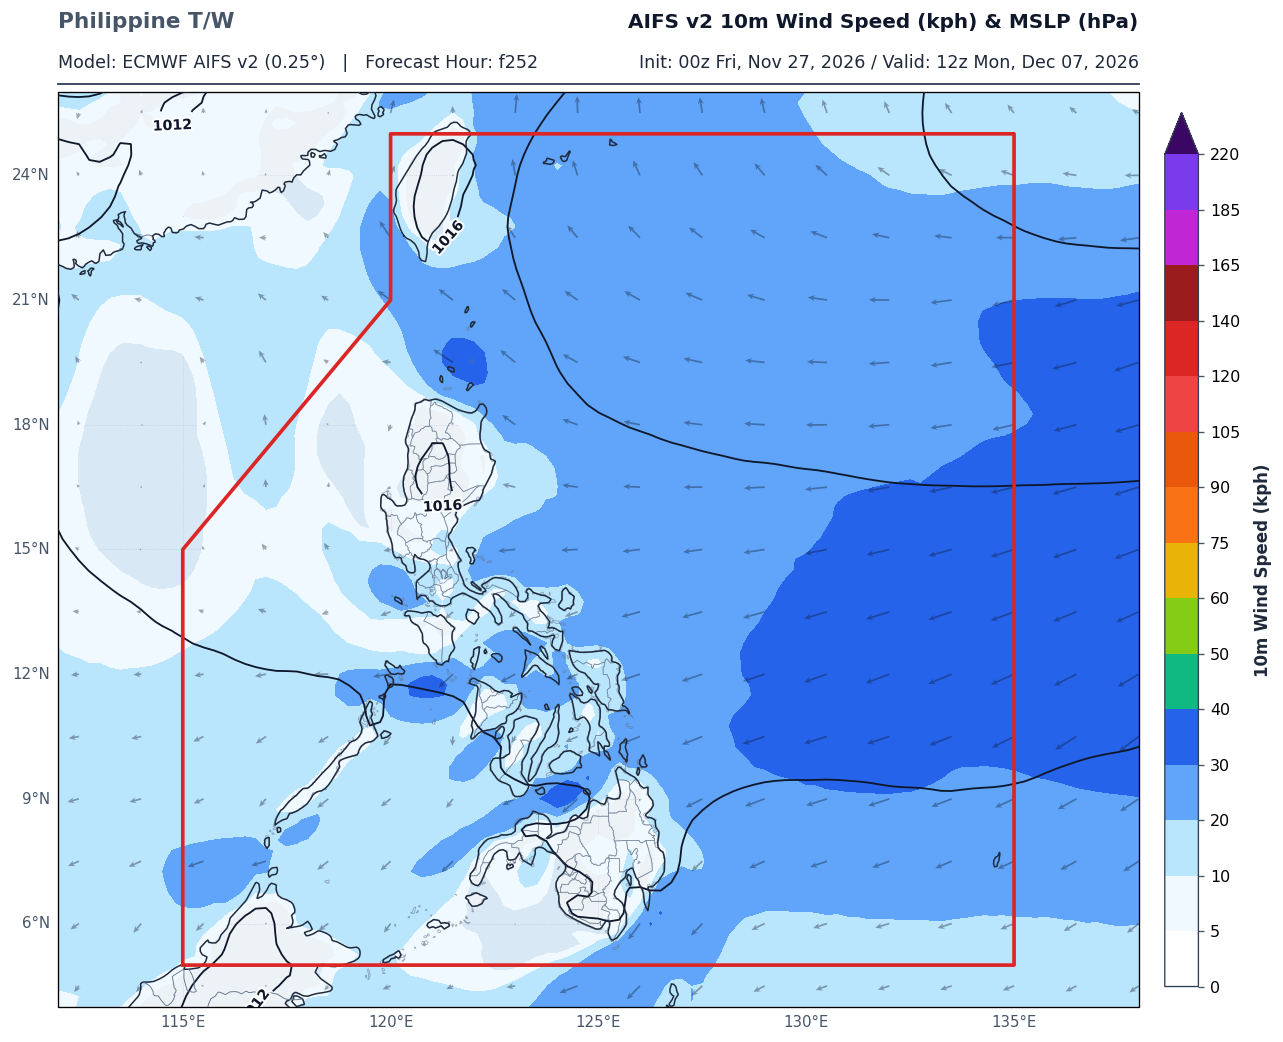 Philippine T/W
AIFS v2 10m Wind Speed (kph) & MSLP (hPa)
Model: ECMWF AIFS v2 (0.25°) | Forecast Hour: f252
Init: 00z Fri, Nov 27, 2026 / Valid: 12z Mon, Dec 07, 2026
1012
1016
1016
24°N
21°N
18°N
15°N
12°N
9°N
6°N
115°E
120°E
125°E
130°E
135°E
220
185
165
140
120
105
90
75
60
50
40
30
20
10
5
0
10m Wind Speed (kph)